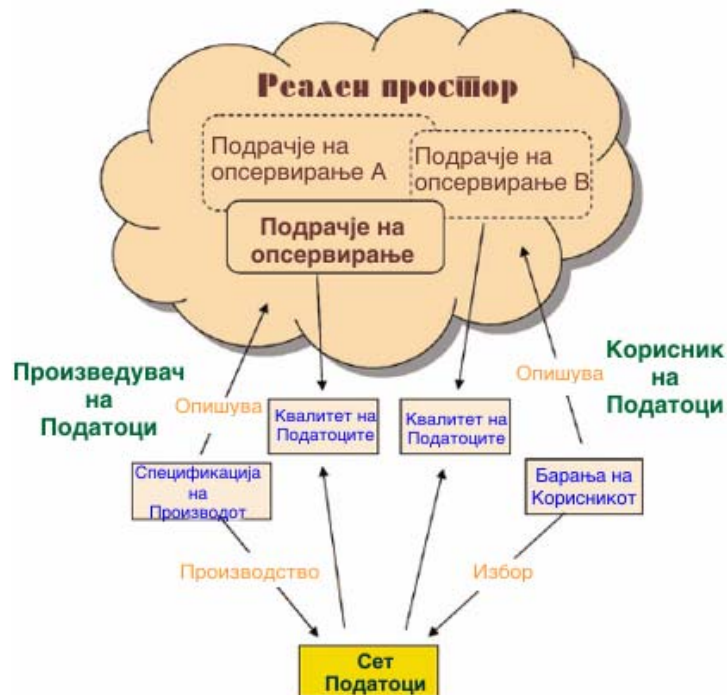 Реален простор
Подрачје на
опсервирање А
Подрачје на
опсервирање В
Подрачје на
опсервирање
Произведувач
на
Податоци
Опишува
Опишува
Корисник
на
Податоци
Квалитет на
Податоците
Квалитет на
Податоците
Спецификација
на
Производот
Барања на
Корисникот
Производство
Избор
Сет
Податоци